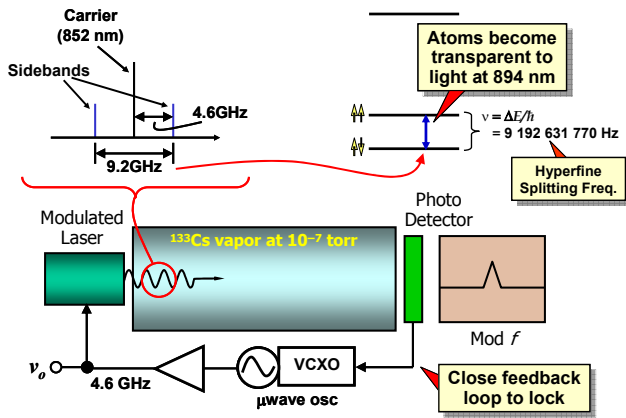 Carrier
(852 nm)
Sidebands
4.6GHz
9.2GHz
Atoms become
transparent to
light at 894 nm
ν = ΔE/ħ
= 9 192 631 770 Hz
Hyperfine
Splitting Freq.
Modulated
Laser
¹³³Cs vapor at 10⁻⁷ torr
Photo
Detector
Mod f
vₒ
4.6 GHz
VCXO
μwave osc
Close feedback
loop to lock